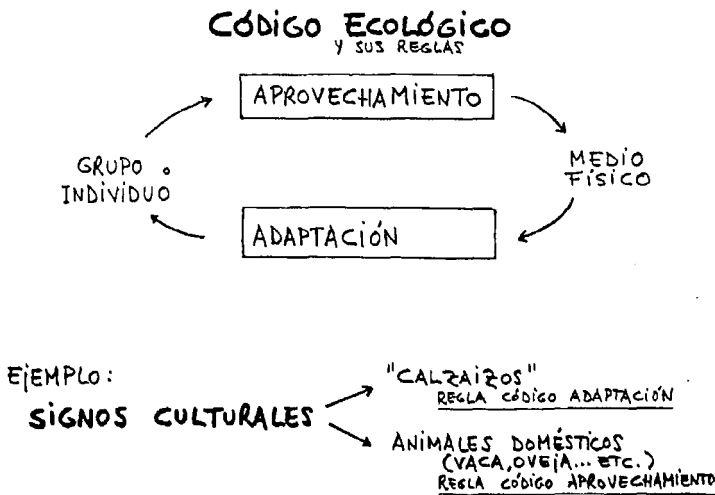 CÓDIGO ECOLÓGICO
Y SUS REGLAS
APROVECHAMIENTO
GRUPO o
INDIVIDUO
MEDIO
FÍSICO
ADAPTACIÓN
EJEMPLO:
SIGNOS CULTURALES
"CALZAIZOS"
REGLA CÓDIGO ADAPTACIÓN
ANIMALES DOMÉSTICOS
(VACA, OVEJA... ETC.)
REGLA CÓDIGO APROVECHAMIENTO